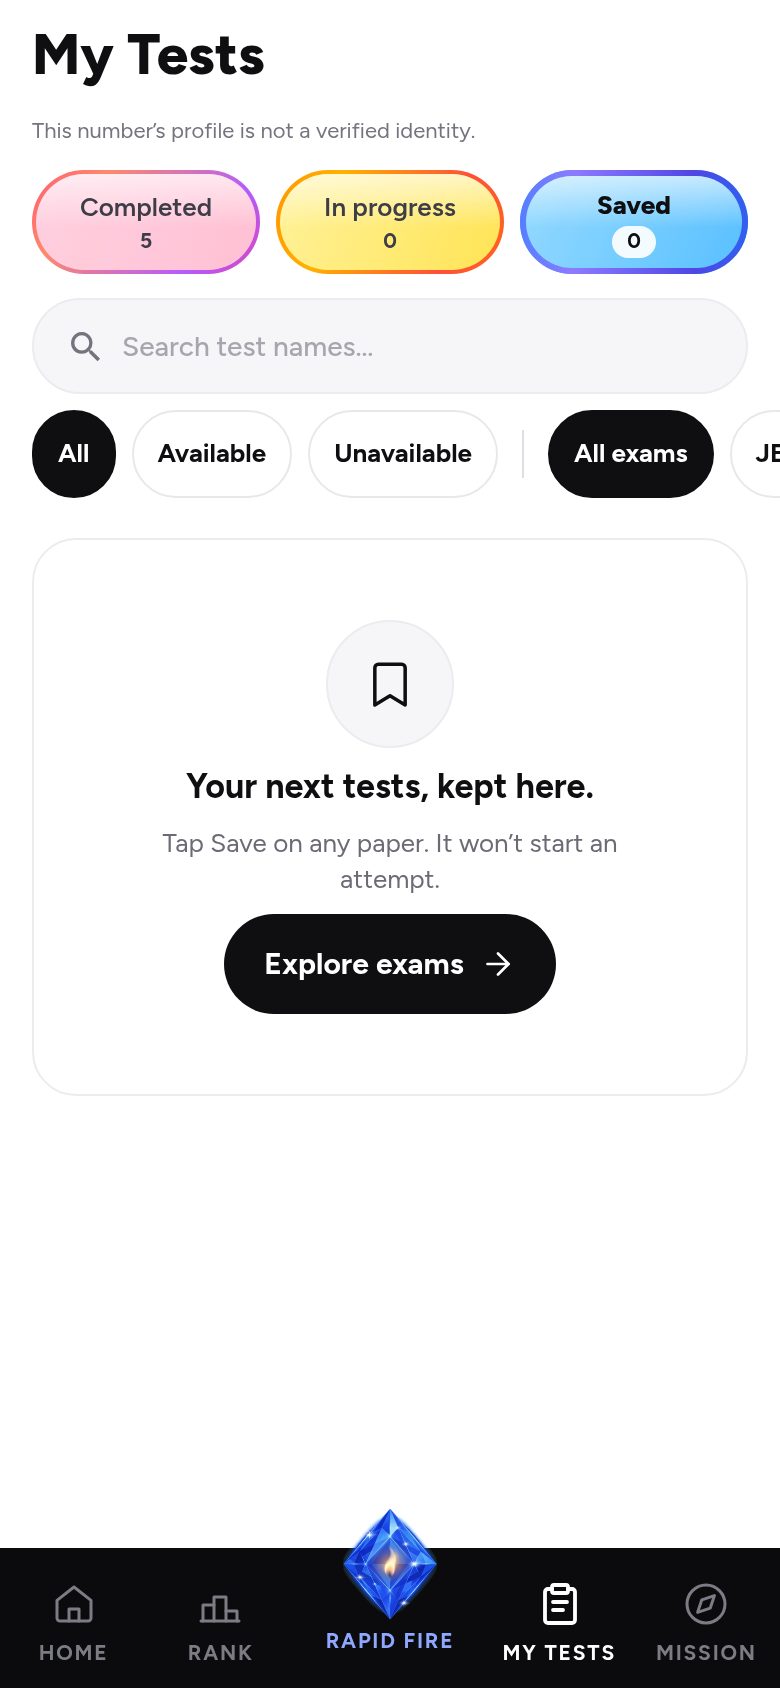 My Tests
This number’s profile is not a verified identity.
Completed
5
In progress
0
Saved
0
Search test names...
All
Available
Unavailable
All exams
Your next tests, kept here.
Tap Save on any paper. It won’t start an
attempt.
Explore exams
HOME
RANK
RAPID FIRE
MY TESTS
MISSION